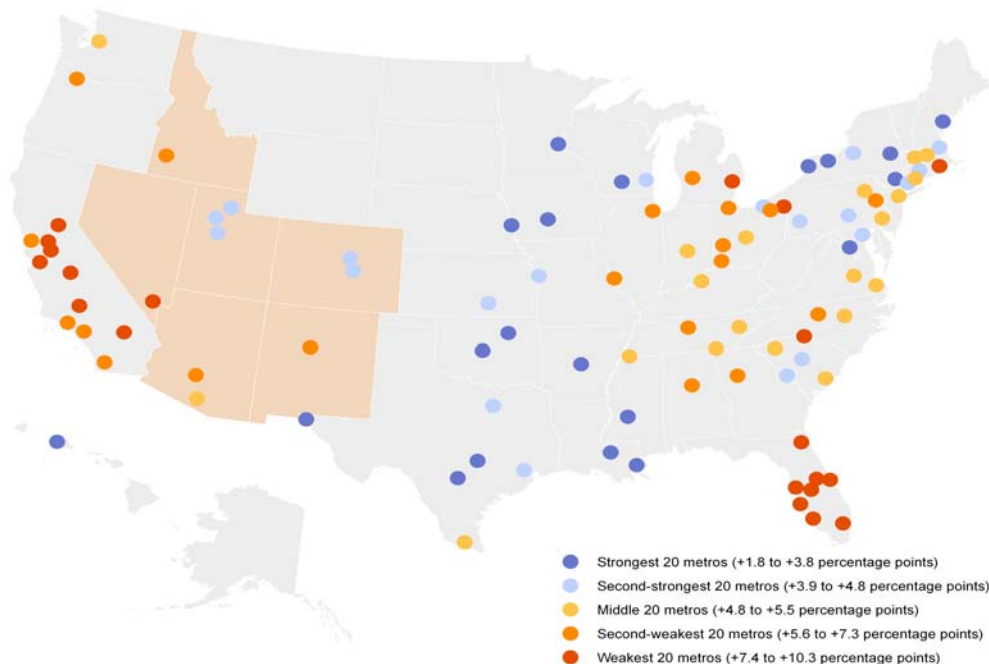 Strongest 20 metros (+1.8 to +3.8 percentage points)
Second-strongest 20 metros (+3.9 to +4.8 percentage points)
Middle 20 metros (+4.8 to +5.5 percentage points)
Second-weakest 20 metros (+5.6 to +7.3 percentage points)
Weakest 20 metros (+7.4 to +10.3 percentage points)